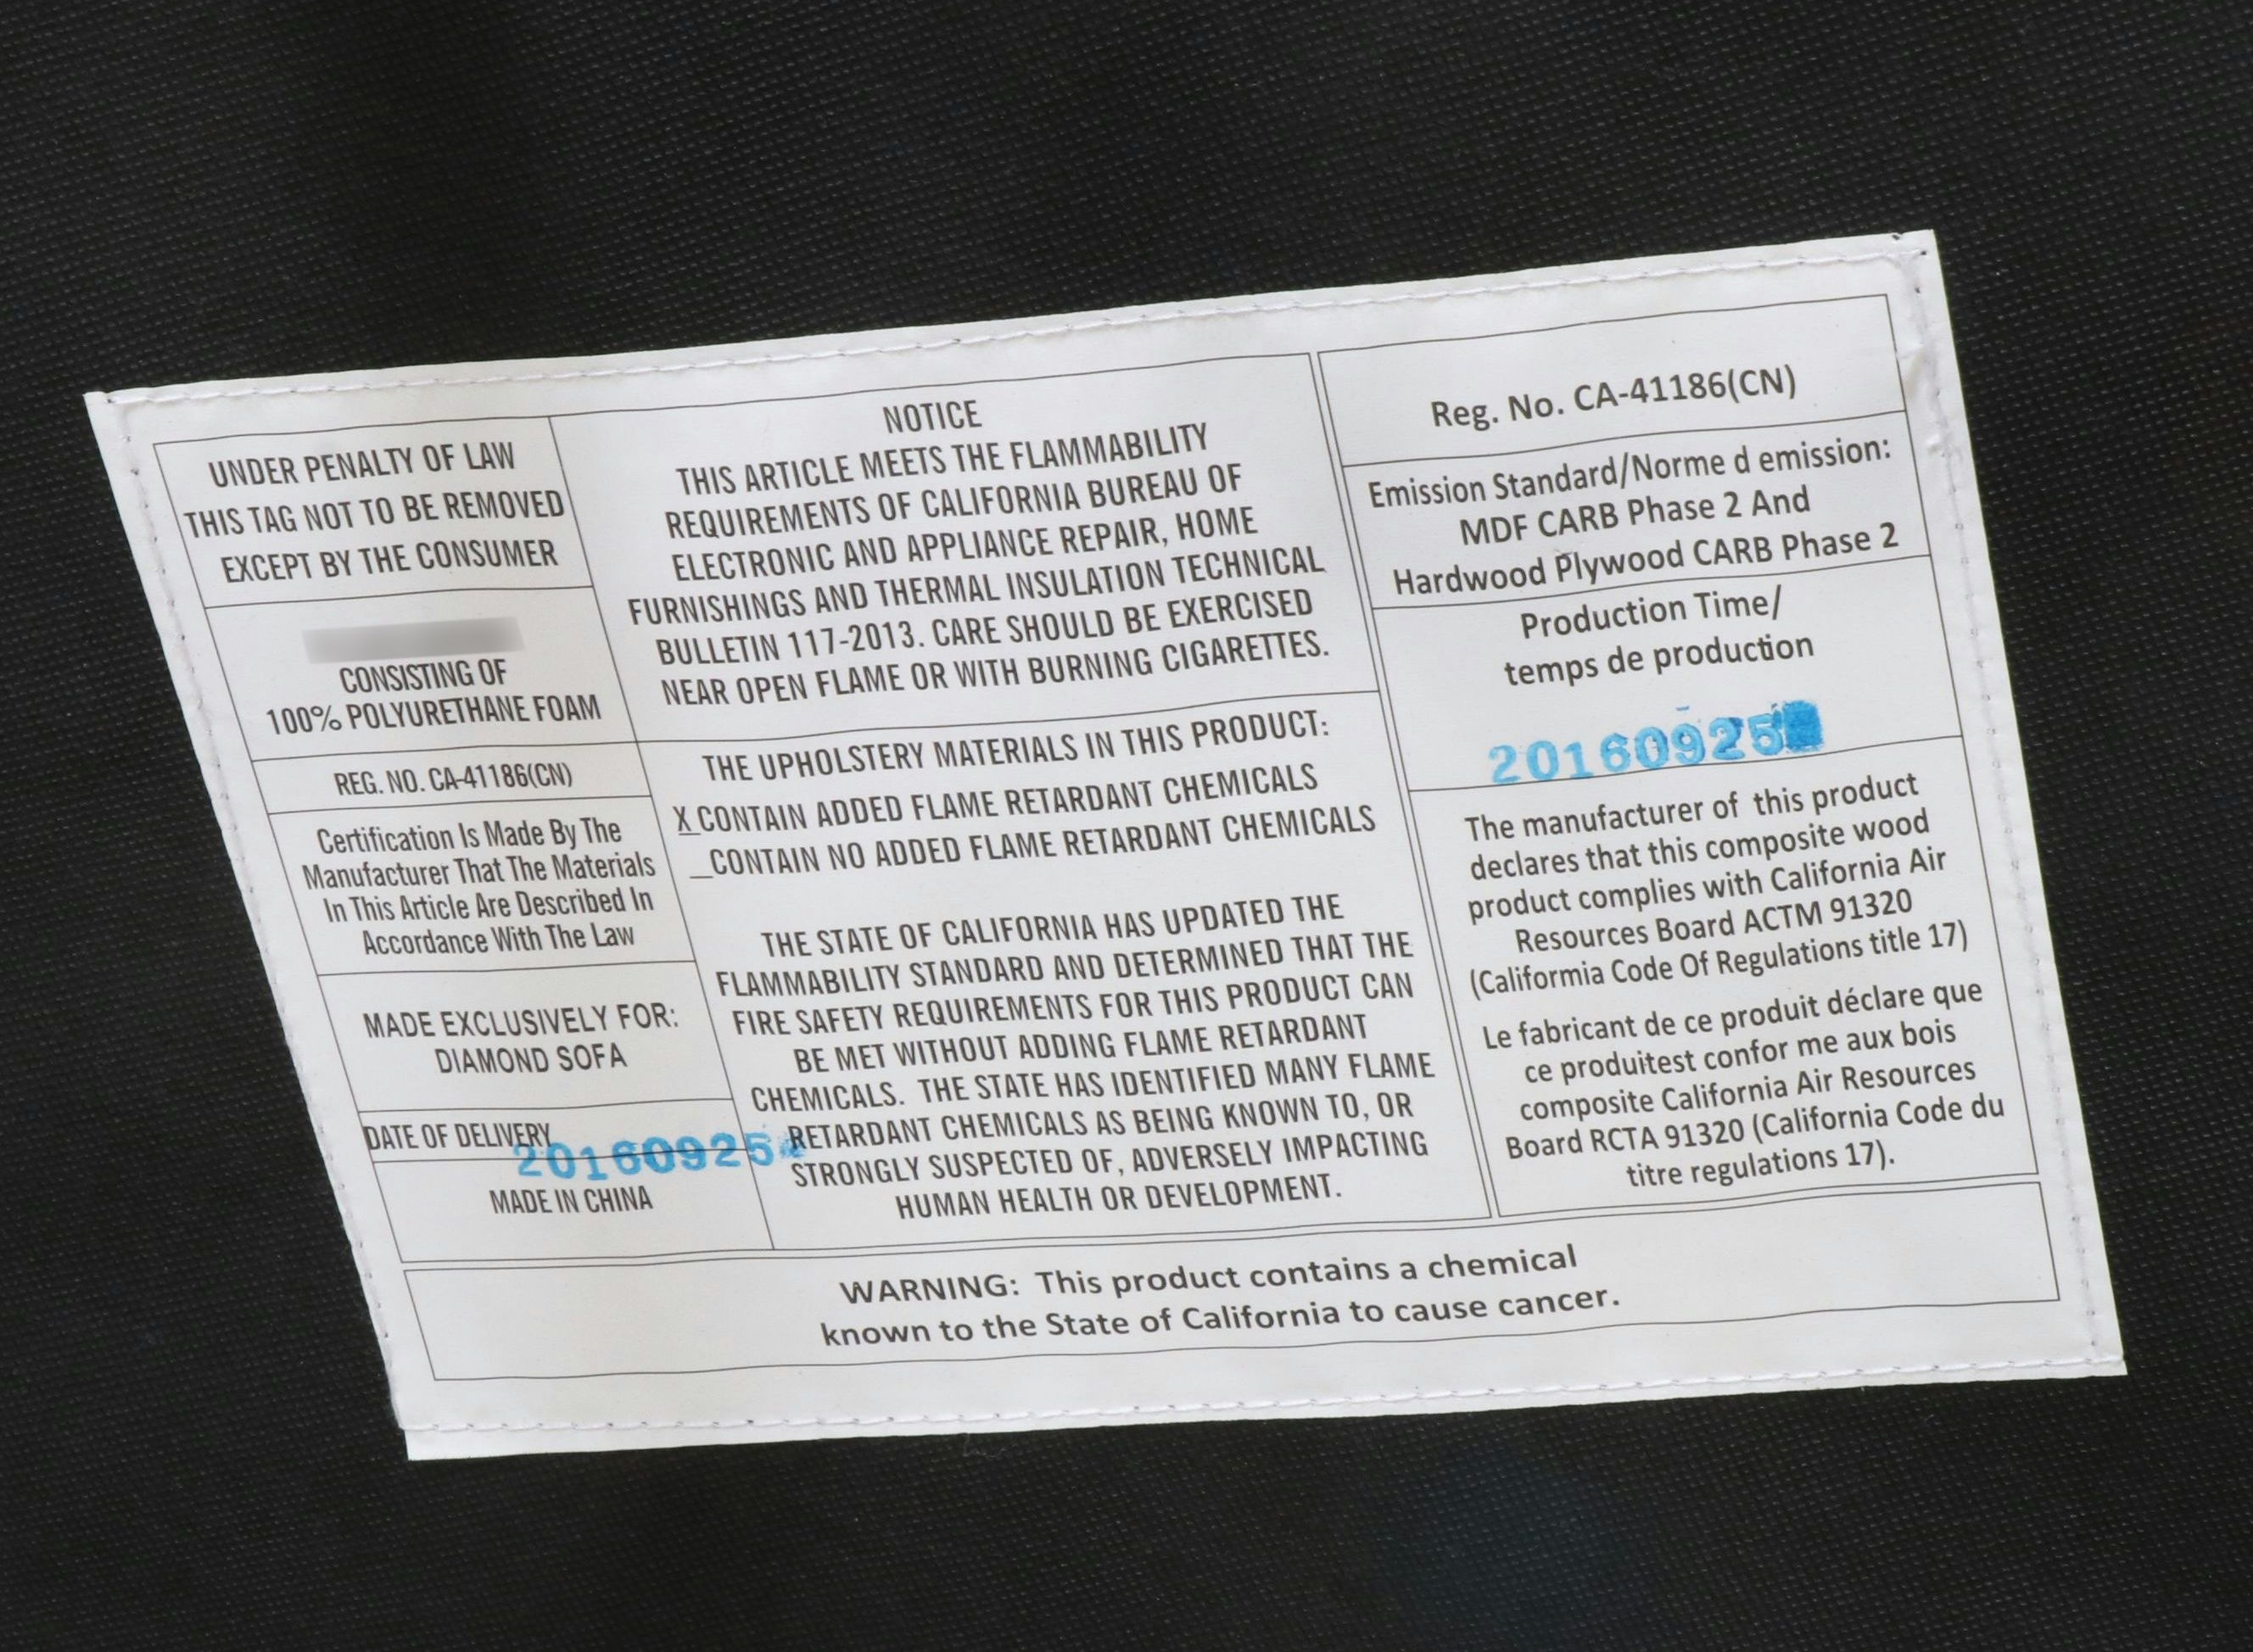 UNDER PENALTY OF LAW
THIS TAG NOT TO BE REMOVED
EXCEPT BY THE CONSUMER
CONSISTING OF
100% POLYURETHANE FOAM
REG. NO. CA-41186(CN)
Certification Is Made By The
Manufacturer That The Materials
In This Article Are Described In
Accordance With The Law
MADE EXCLUSIVELY FOR:
DIAMOND SOFA
DATE OF DELIVERY
20160925
MADE IN CHINA
NOTICE
THIS ARTICLE MEETS THE FLAMMABILITY
REQUIREMENTS OF CALIFORNIA BUREAU OF
ELECTRONIC AND APPLIANCE REPAIR, HOME
FURNISHINGS AND THERMAL INSULATION TECHNICAL
BULLETIN 117-2013. CARE SHOULD BE EXERCISED
NEAR OPEN FLAME OR WITH BURNING CIGARETTES.
THE UPHOLSTERY MATERIALS IN THIS PRODUCT:
X CONTAIN ADDED FLAME RETARDANT CHEMICALS
_CONTAIN NO ADDED FLAME RETARDANT CHEMICALS
THE STATE OF CALIFORNIA HAS UPDATED THE
FLAMMABILITY STANDARD AND DETERMINED THAT THE
FIRE SAFETY REQUIREMENTS FOR THIS PRODUCT CAN
BE MET WITHOUT ADDING FLAME RETARDANT
CHEMICALS. THE STATE HAS IDENTIFIED MANY FLAME
RETARDANT CHEMICALS AS BEING KNOWN TO, OR
STRONGLY SUSPECTED OF, ADVERSELY IMPACTING
HUMAN HEALTH OR DEVELOPMENT.
Reg. No. CA-41186(CN)
Emission Standard/Norme d emission:
MDF CARB Phase 2 And
Hardwood Plywood CARB Phase 2
Production Time/
temps de production
20160925
The manufacturer of this product
declares that this composite wood
product complies with California Air
Resources Board ACTM 91320
(Califormia Code Of Regulations title 17)
Le fabricant de ce produit déclare que
ce produitest confor me aux bois
composite California Air Resources
Board RCTA 91320 (California Code du
titre regulations 17).
WARNING: This product contains a chemical
known to the State of California to cause cancer.